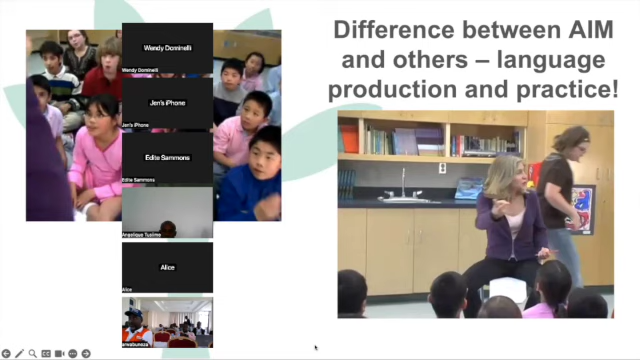 Difference between AIM
and others – language
production and practice!
Wendy Dominelli
Wendy Dominelli
Jen's iPhone
Jen's iPhone
Edite Sammons
Edite Sammons
Alice
Alice